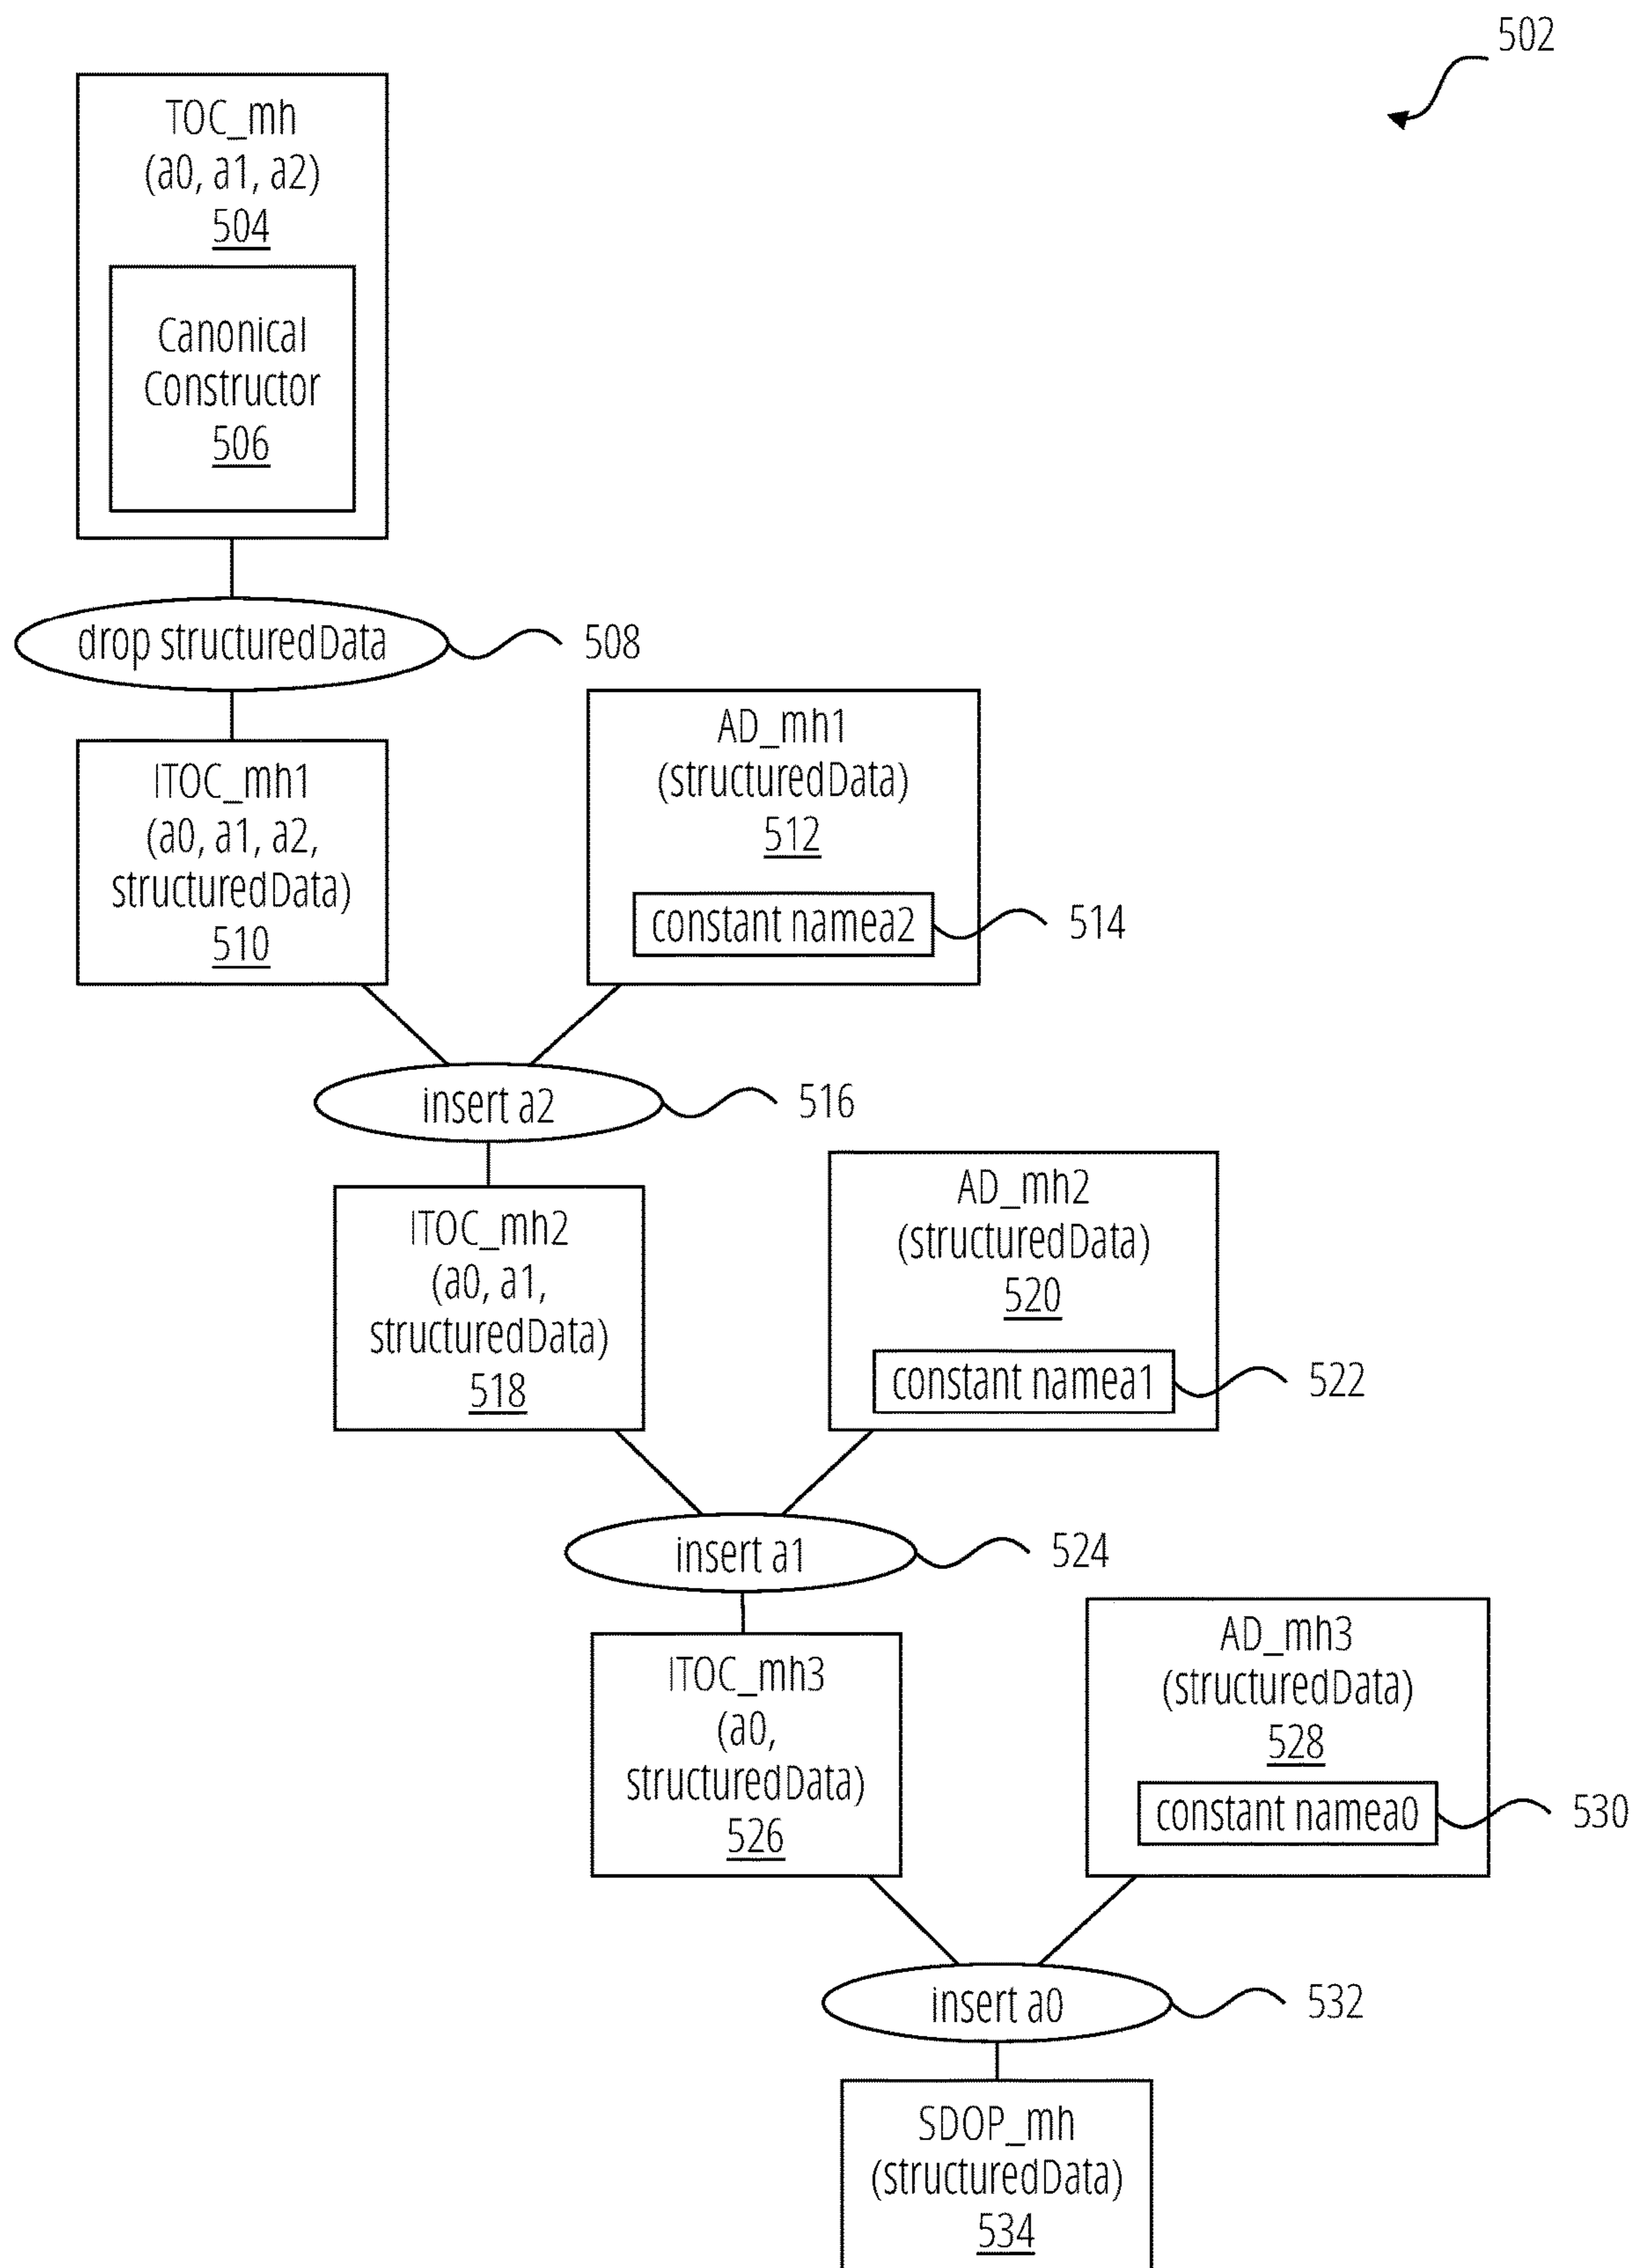 502
TOC_mh
(a0, a1, a2)
504
Canonical
Constructor
506
drop structuredData
508
ITOC_mh1
(a0, a1, a2,
structuredData)
510
AD_mh1
(structuredData)
512
constant namea2
514
insert a2
516
ITOC_mh2
(a0, a1,
structuredData)
518
AD_mh2
(structuredData)
520
constant namea1
522
insert a1
524
ITOC_mh3
(a0,
structuredData)
526
AD_mh3
(structuredData)
528
constant namea0
530
insert a0
532
SDOP_mh
(structuredData)
534